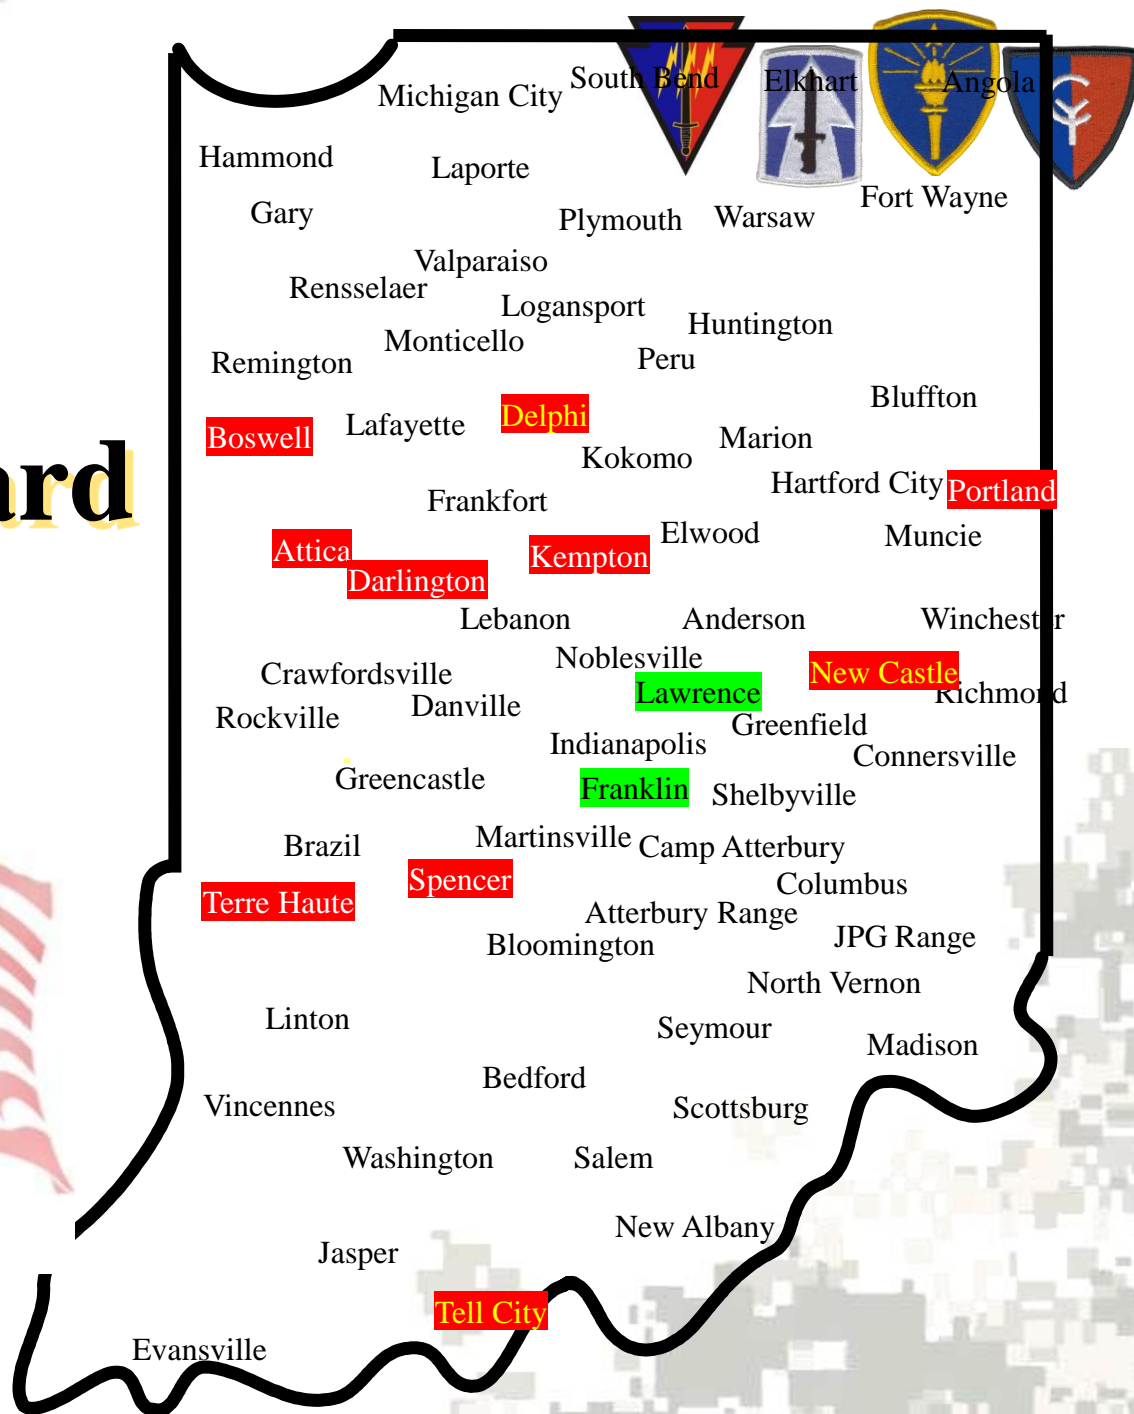 South Bend
Elkhart
Angola
Michigan City
Hammond
Laporte
Fort Wayne
Gary
Plymouth
Warsaw
Valparaiso
Rensselaer
Logansport
Huntington
Monticello
Peru
Remington
Bluffton
Delphi
Lafayette
Boswell
Marion
Kokomo
ard
Hartford City
Portland
Frankfort
Elwood
Muncie
Attica
Kempton
Darlington
Lebanon
Anderson
Winchester
Noblesville
Crawfordsville
New Castle
Lawrence
Richmond
Danville
Rockville
Greenfield
Indianapolis
Connersville
Greencastle
Franklin
Shelbyville
Martinsville
Brazil
Camp Atterbury
Spencer
Columbus
Terre Haute
Atterbury Range
JPG Range
Bloomington
North Vernon
Linton
Seymour
Madison
Bedford
Vincennes
Scottsburg
Washington
Salem
New Albany
Jasper
Tell City
Evansville